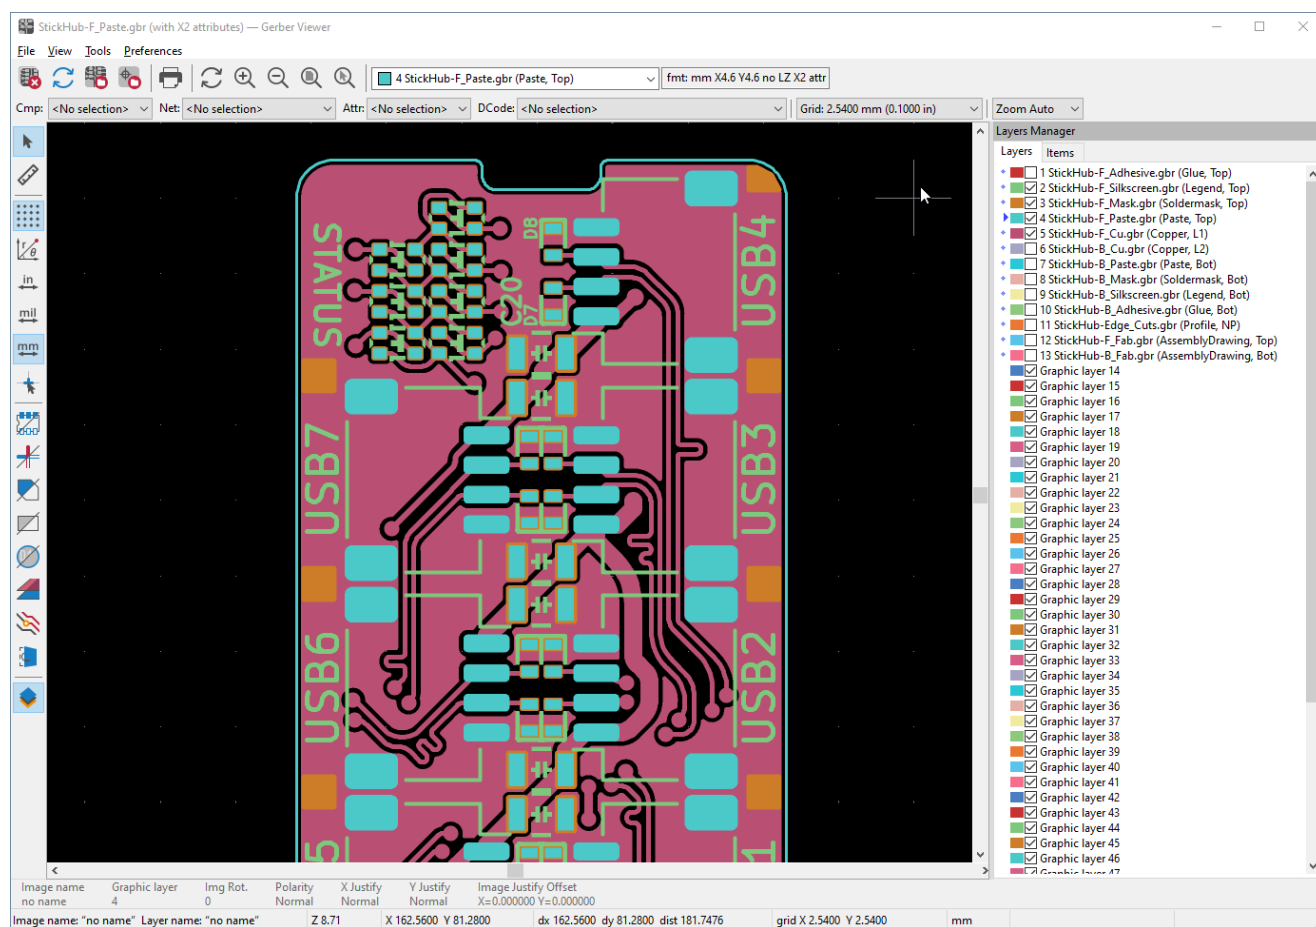 StickHub-F_Paste.gbr (with X2 attributes) — Gerber Viewer
File View Tools Preferences
4 StickHub-F_Paste.gbr (Paste, Top) fmt: mm X4.6 Y4.6 no LZ X2 attr
Cmp: <No selection> Net: <No selection> Attr: <No selection> DCode: <No selection> Grid: 2.5400 mm (0.1000 in) Zoom Auto
in
mil
mm
STATUS
D8
C20
D7
USB4
USB7
USB3
USB6
USB2
5
1
Layers Manager
Layers Items
1 StickHub-F_Adhesive.gbr (Glue, Top)
2 StickHub-F_Silkscreen.gbr (Legend, Top)
3 StickHub-F_Mask.gbr (Soldermask, Top)
4 StickHub-F_Paste.gbr (Paste, Top)
5 StickHub-F_Cu.gbr (Copper, L1)
6 StickHub-B_Cu.gbr (Copper, L2)
7 StickHub-B_Paste.gbr (Paste, Bot)
8 StickHub-B_Mask.gbr (Soldermask, Bot)
9 StickHub-B_Silkscreen.gbr (Legend, Bot)
10 StickHub-B_Adhesive.gbr (Glue, Bot)
11 StickHub-Edge_Cuts.gbr (Profile, NP)
12 StickHub-F_Fab.gbr (AssemblyDrawing, Top)
13 StickHub-B_Fab.gbr (AssemblyDrawing, Bot)
Graphic layer 14
Graphic layer 15
Graphic layer 16
Graphic layer 17
Graphic layer 18
Graphic layer 19
Graphic layer 20
Graphic layer 21
Graphic layer 22
Graphic layer 23
Graphic layer 24
Graphic layer 25
Graphic layer 26
Graphic layer 27
Graphic layer 28
Graphic layer 29
Graphic layer 30
Graphic layer 31
Graphic layer 32
Graphic layer 33
Graphic layer 34
Graphic layer 35
Graphic layer 36
Graphic layer 37
Graphic layer 38
Graphic layer 39
Graphic layer 40
Graphic layer 41
Graphic layer 42
Graphic layer 43
Graphic layer 44
Graphic layer 45
Graphic layer 46
Graphic layer 47
Image name Graphic layer Img Rot. Polarity X Justify Y Justify Image Justify Offset
no name 4 0 Normal Normal Normal X=0.000000 Y=0.000000
Image name: "no name" Layer name: "no name" Z 8.71 X 162.5600 Y 81.2800 dx 162.5600 dy 81.2800 dist 181.7476 grid X 2.5400 Y 2.5400 mm